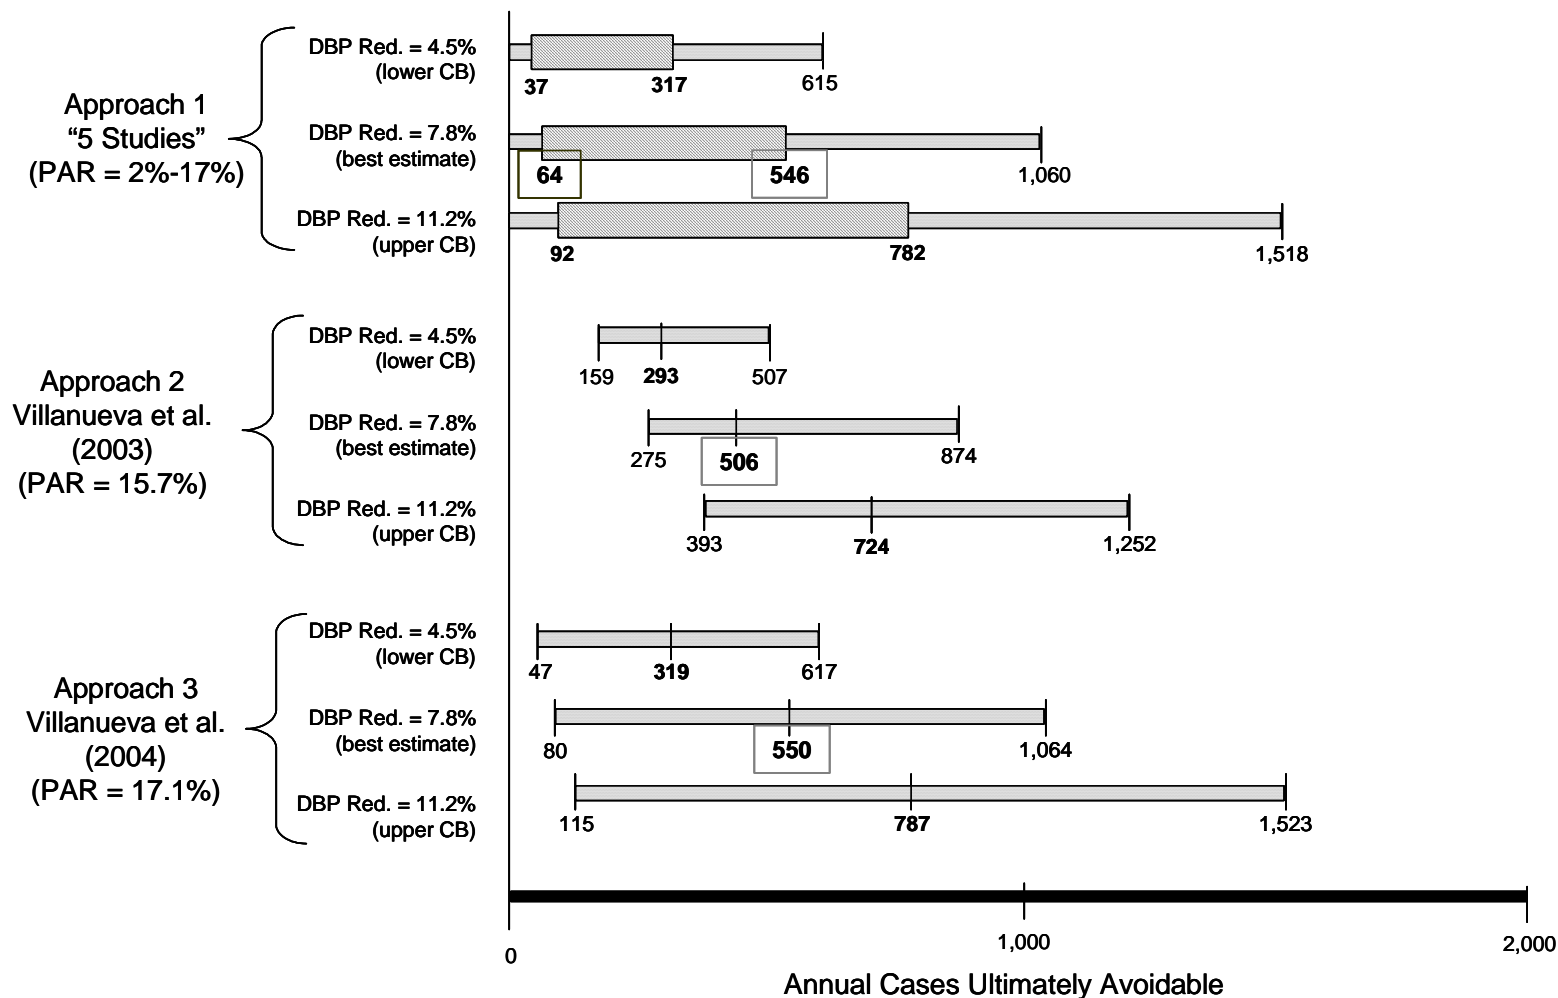 Approach 1
“5 Studies”
(PAR = 2%-17%)
DBP Red. = 4.5%
(lower CB)
37
317
615
DBP Red. = 7.8%
(best estimate)
64
546
1,060
DBP Red. = 11.2%
(upper CB)
92
782
1,518
Approach 2
Villanueva et al.
(2003)
(PAR = 15.7%)
DBP Red. = 4.5%
(lower CB)
159
293
507
DBP Red. = 7.8%
(best estimate)
275
506
874
DBP Red. = 11.2%
(upper CB)
393
724
1,252
Approach 3
Villanueva et al.
(2004)
(PAR = 17.1%)
DBP Red. = 4.5%
(lower CB)
47
319
617
DBP Red. = 7.8%
(best estimate)
80
550
1,064
DBP Red. = 11.2%
(upper CB)
115
787
1,523
0
1,000
2,000
Annual Cases Ultimately Avoidable